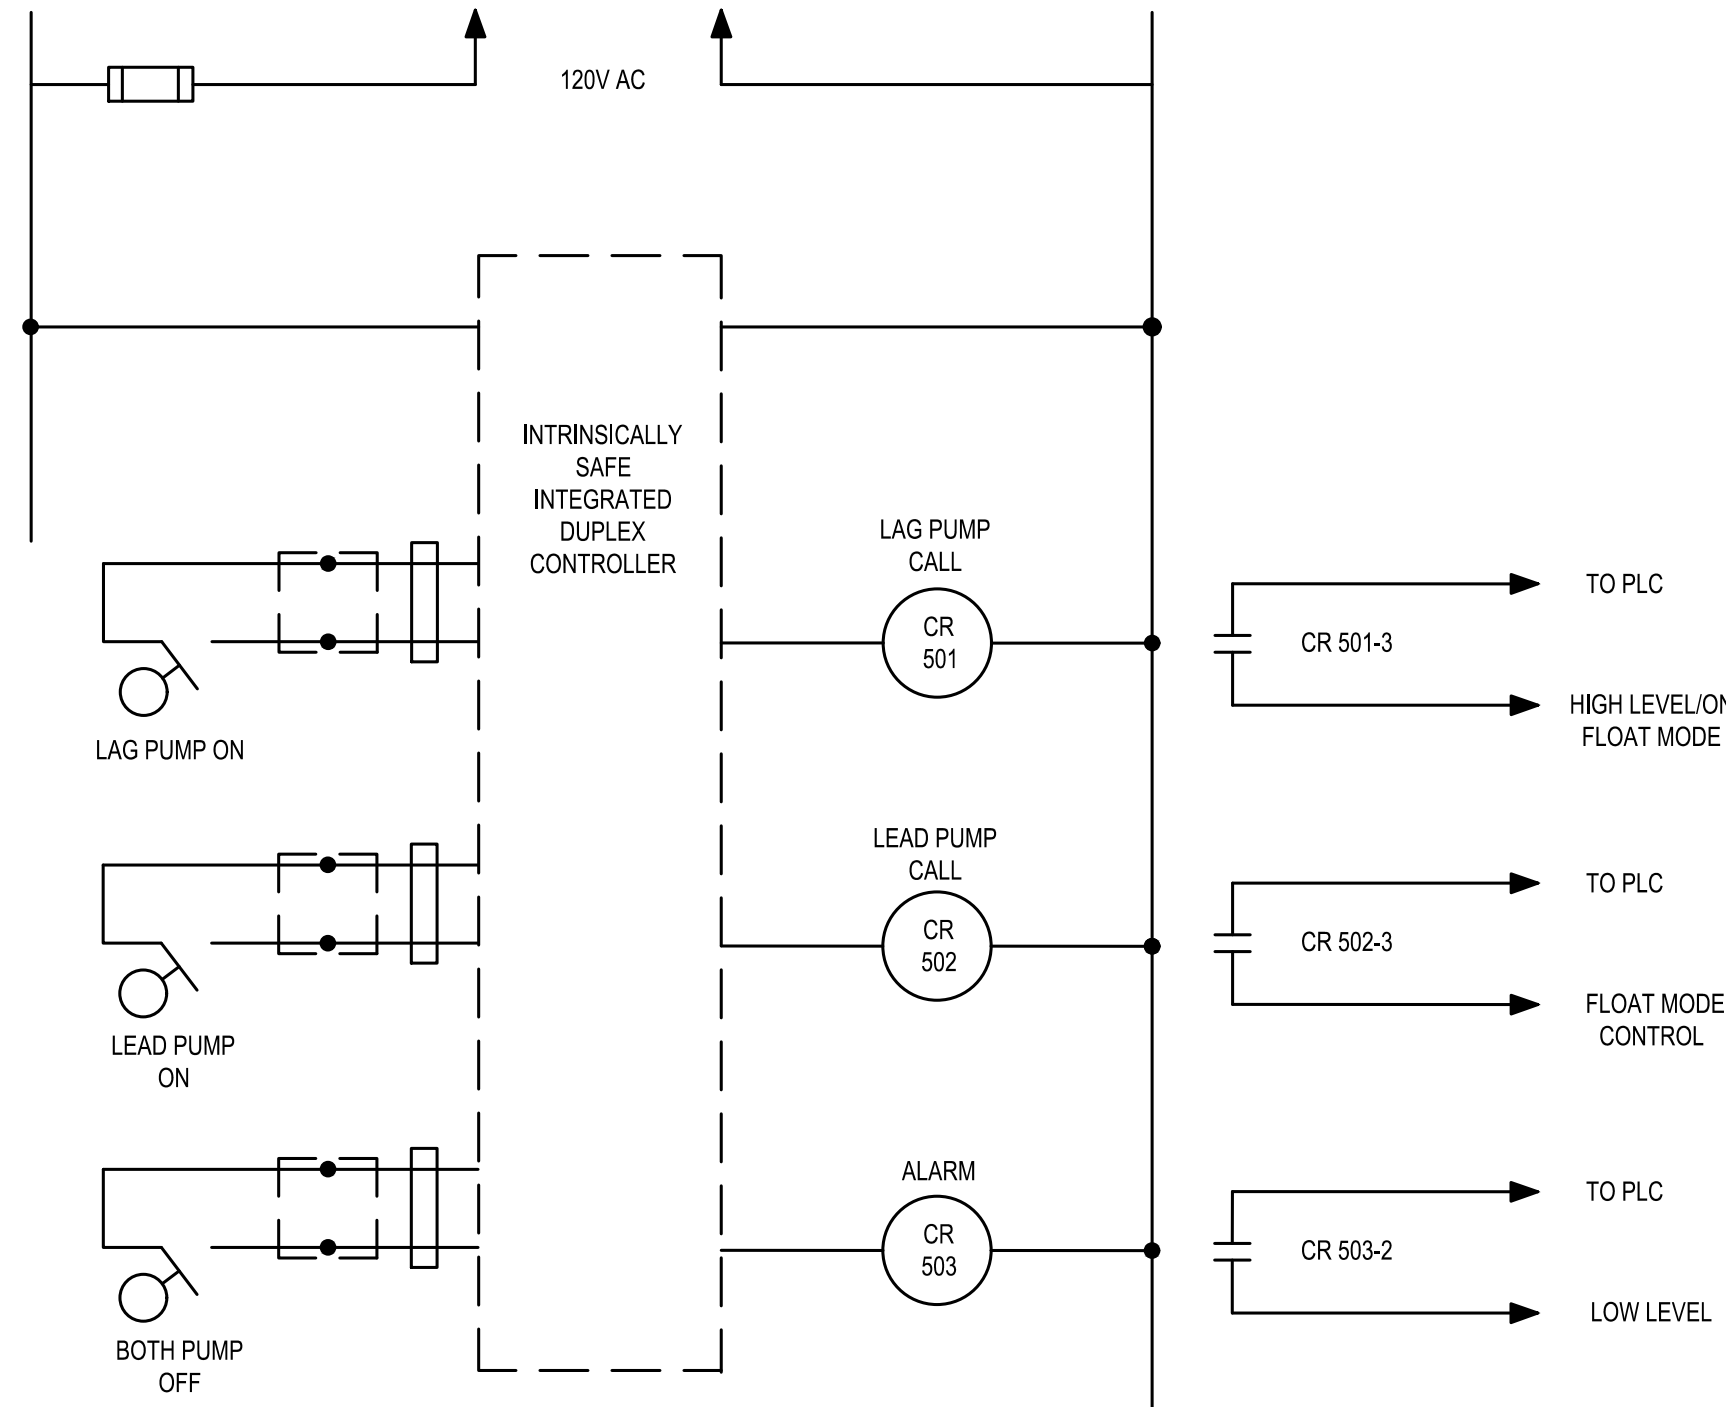 120V AC
INTRINSICALLY
SAFE
INTEGRATED
DUPLEX
CONTROLLER
LAG PUMP ON
LEAD PUMP
ON
BOTH PUMP
OFF
LAG PUMP
CALL
CR
501
LEAD PUMP
CALL
CR
502
ALARM
CR
503
TO PLC
CR 501-3
HIGH LEVEL/ON
FLOAT MODE
TO PLC
CR 502-3
FLOAT MODE
CONTROL
TO PLC
CR 503-2
LOW LEVEL